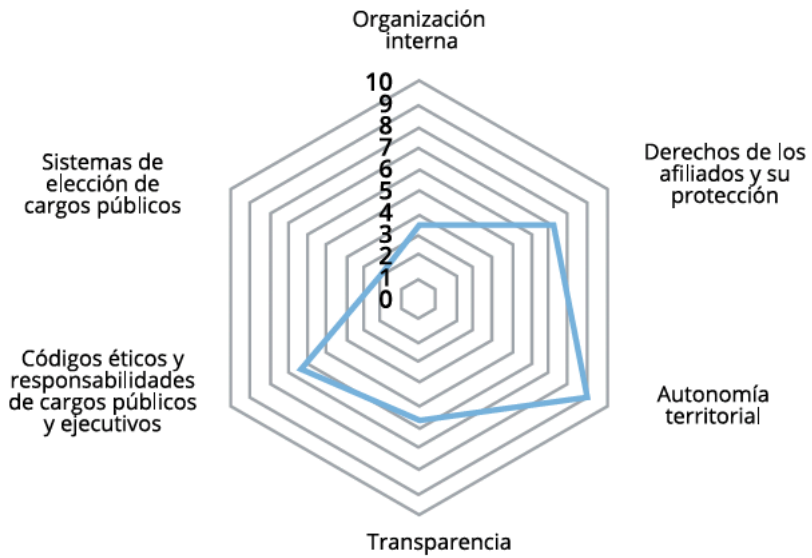 Organización
interna
10
9
8
7
6
5
4
3
2
1
0
Derechos de los
afiliados y su
protección
Autonomía
territorial
Transparencia
Códigos éticos y
responsabilidades
de cargos públicos
y ejecutivos
Sistemas de
elección de
cargos públicos